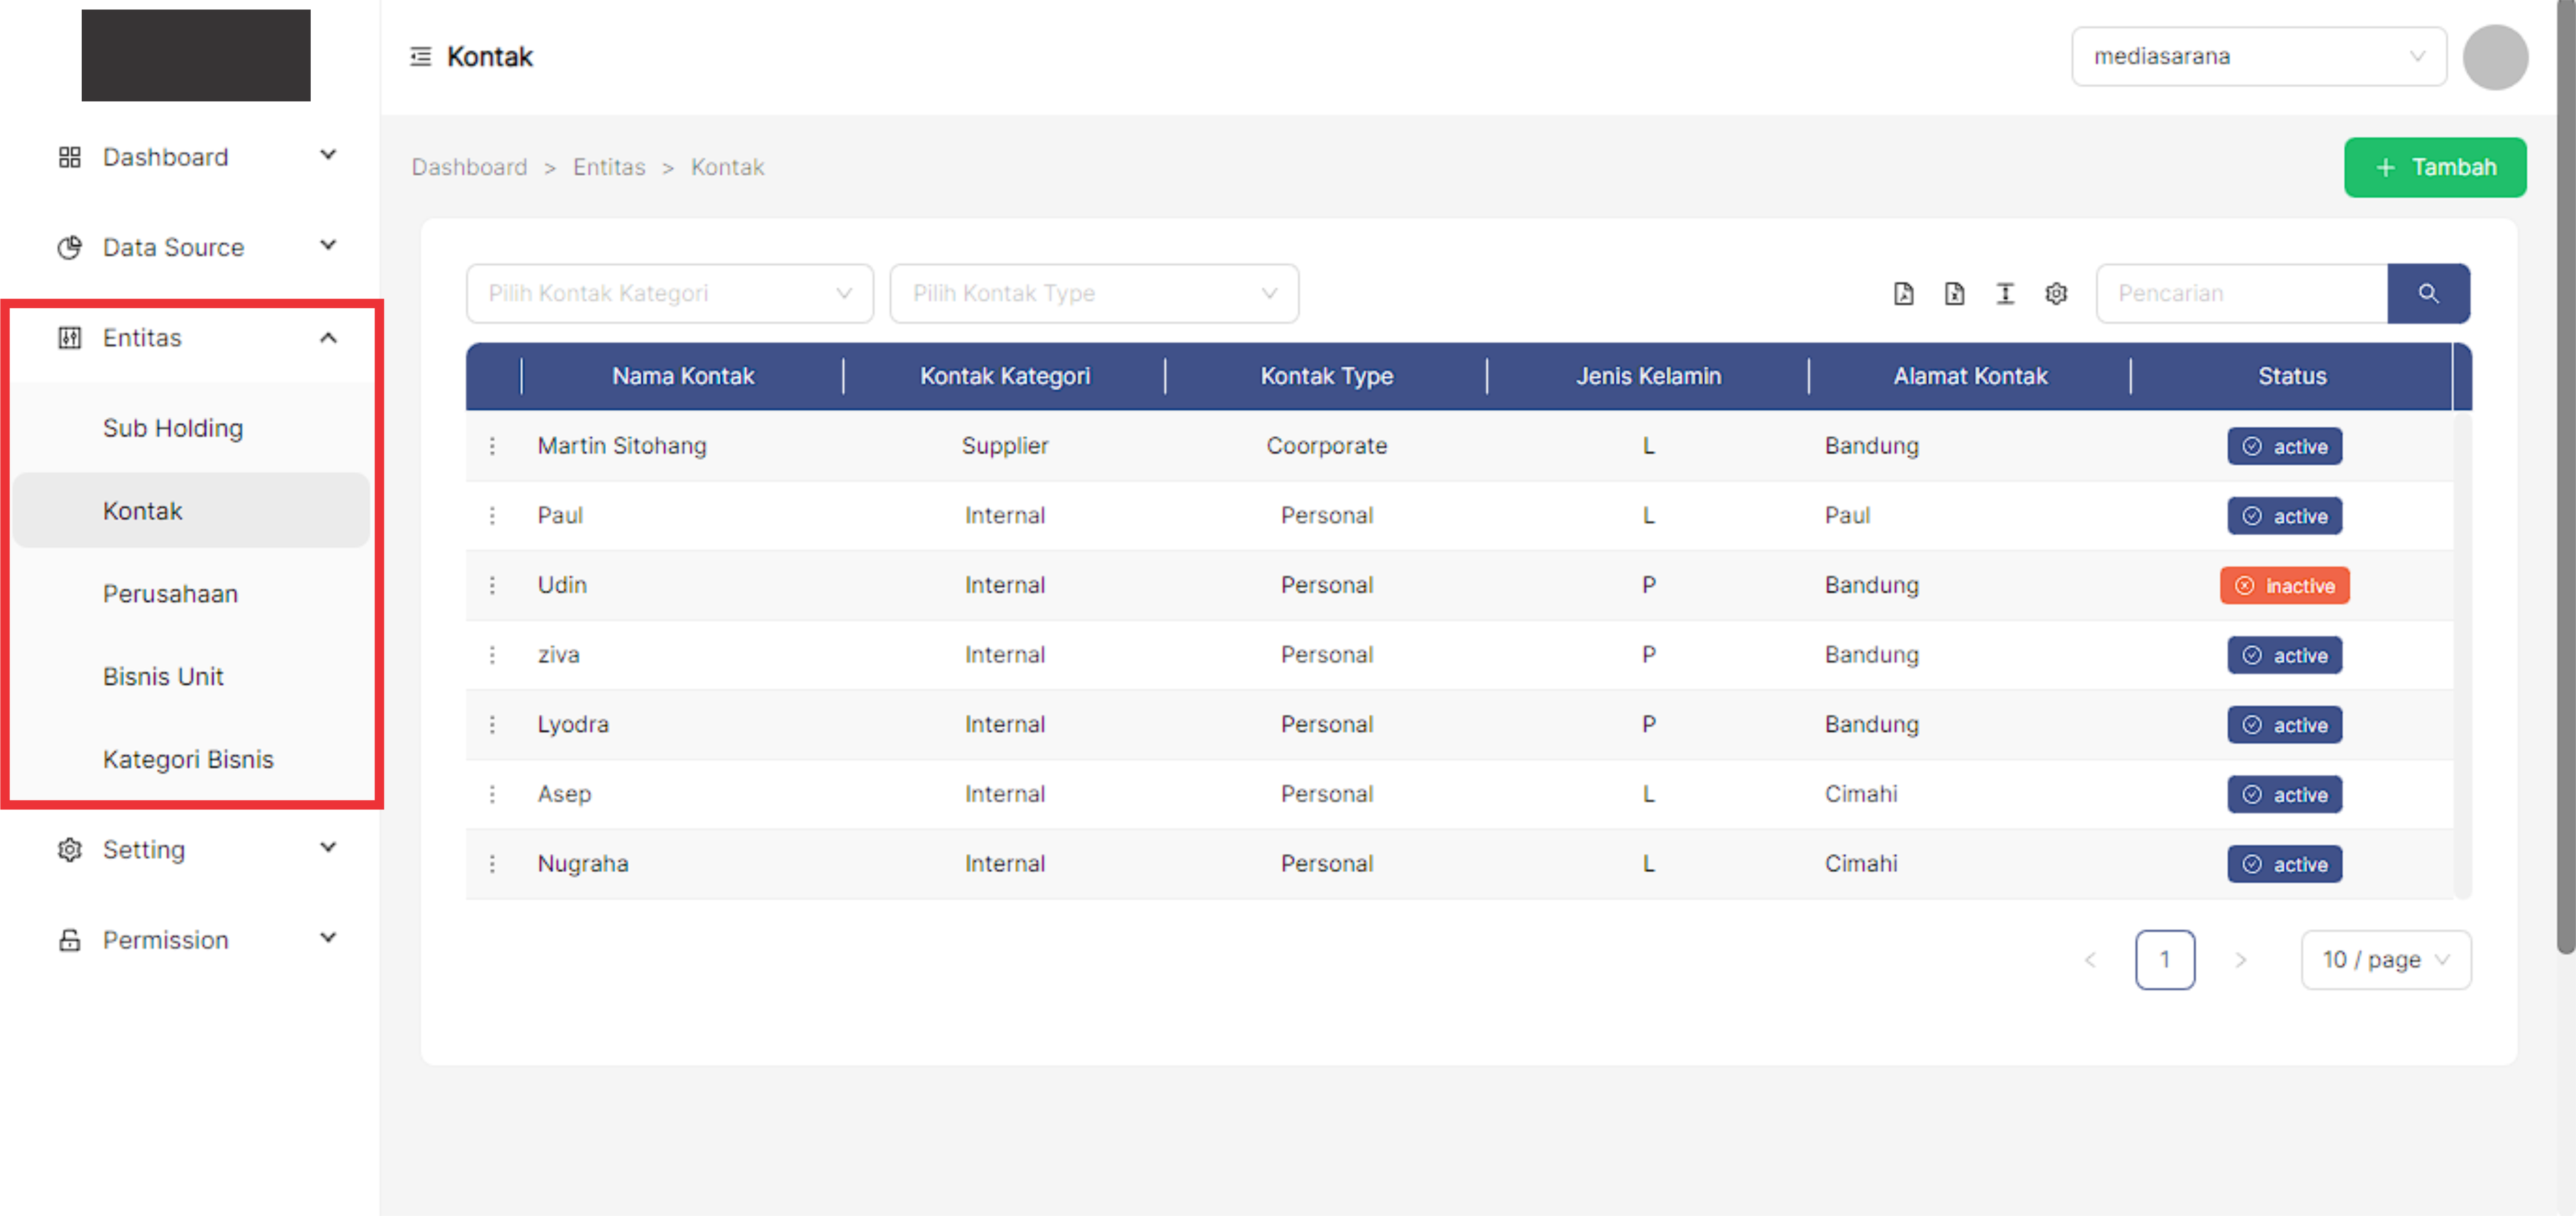 Kontak
mediasarana
Dashboard
Data Source
Entitas
Sub Holding
Kontak
Perusahaan
Bisnis Unit
Kategori Bisnis
Setting
Permission
Dashboard > Entitas > Kontak
+ Tambah
Pilih Kontak Kategori
Pilih Kontak Type
Pencarian
Nama Kontak Kontak Kategori Kontak Type Jenis Kelamin Alamat Kontak Status
Martin Sitohang Supplier Coorporate L Bandung active
Paul Internal Personal L Paul active
Udin Internal Personal P Bandung inactive
ziva Internal Personal P Bandung active
Lyodra Internal Personal P Bandung active
Asep Internal Personal L Cimahi active
Nugraha Internal Personal L Cimahi active
< 1 > 10 / page